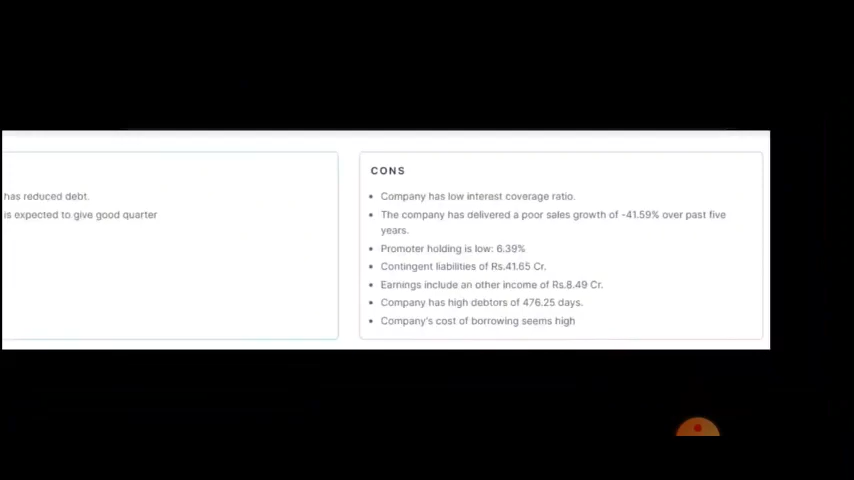 has reduced debt.
is expected to give good quarter
CONS
Company has low interest coverage ratio.
The company has delivered a poor sales growth of -41.59% over past five
years.
Promoter holding is low: 6.39%
Contingent liabilities of Rs.41.65 Cr.
Earnings include an other income of Rs.8.49 Cr.
Company has high debtors of 476.25 days.
Company's cost of borrowing seems high